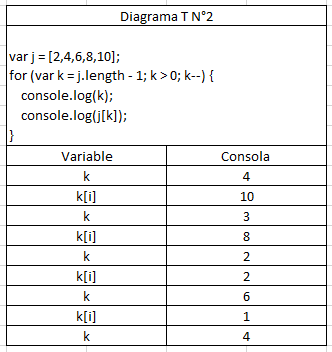 Diagrama T N°2
var j = [2,4,6,8,10];
for (var k = j.length - 1; k > 0; k--) {
console.log(k);
console.log(j[k]);
}
Variable Consola
k 4
k[i] 10
k 3
k[i] 8
k 2
k[i] 2
k 6
k[i] 1
k 4